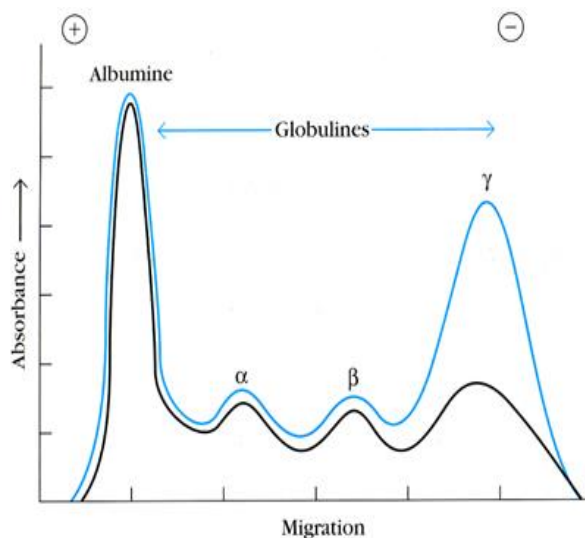 +
−
Albumine
Globulines
γ
α
β
Absorbance
Migration